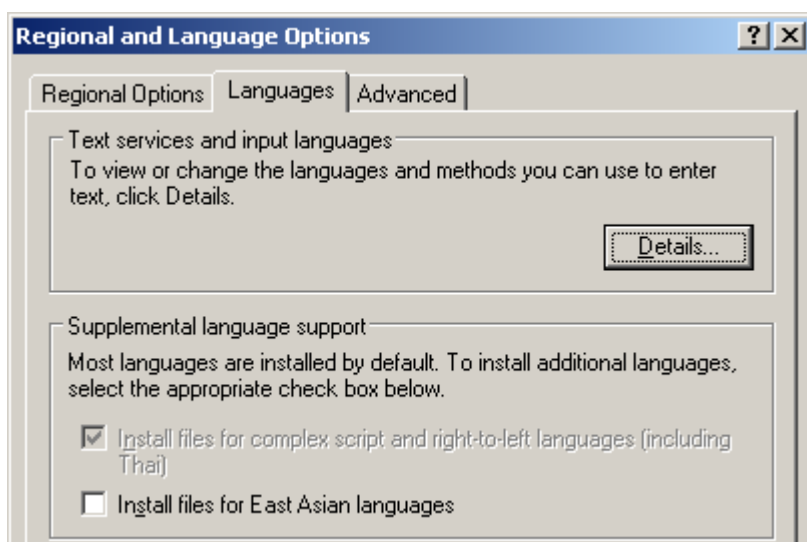 Regional and Language Options
Regional Options Languages Advanced
Text services and input languages
To view or change the languages and methods you can use to enter
text, click Details.
Details...
Supplemental language support
Most languages are installed by default. To install additional languages,
select the appropriate check box below.
Install files for complex script and right-to-left languages (including
Thai)
Install files for East Asian languages